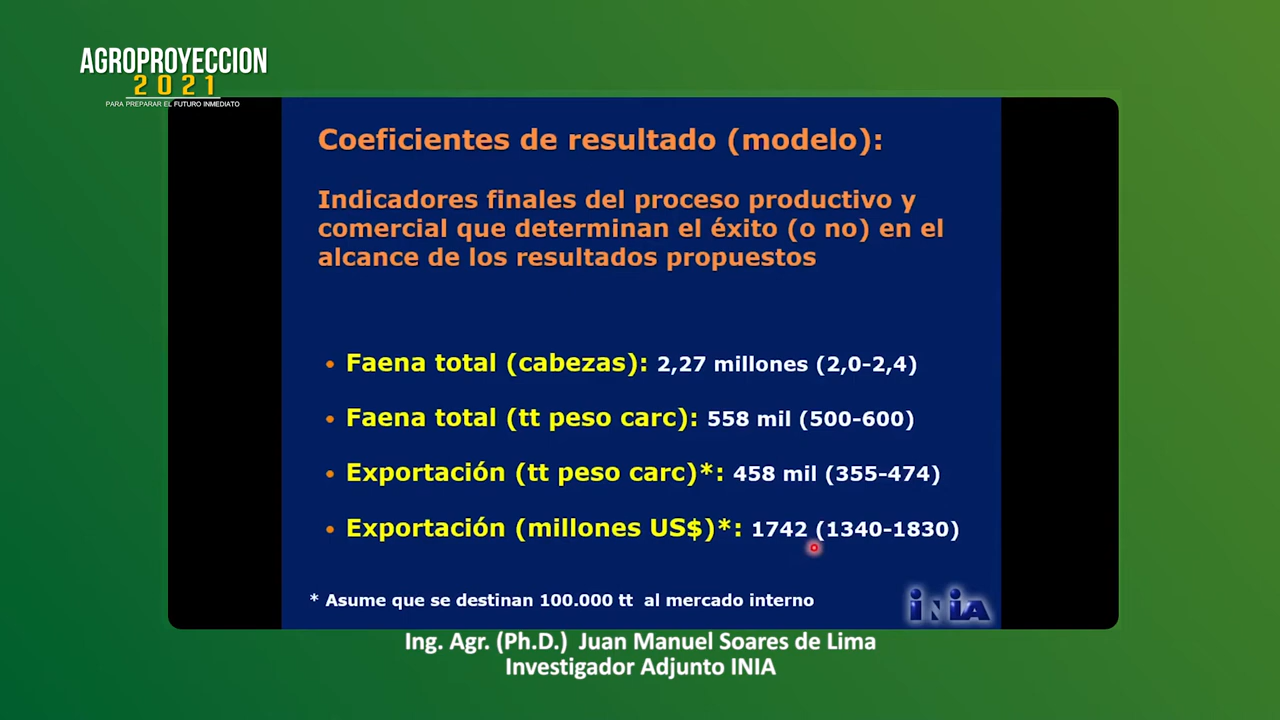 AGROPROYECCION
2021
PARA PREPARAR EL FUTURO INMEDIATO
Coeficientes de resultado (modelo):
Indicadores finales del proceso productivo y
comercial que determinan el éxito (o no) en el
alcance de los resultados propuestos
• Faena total (cabezas): 2,27 millones (2,0-2,4)
• Faena total (tt peso carc): 558 mil (500-600)
• Exportación (tt peso carc)*: 458 mil (355-474)
• Exportación (millones US$)*: 1742 (1340-1830)
* Asume que se destinan 100.000 tt al mercado interno
INIA
Ing. Agr. (Ph.D.) Juan Manuel Soares de Lima
Investigador Adjunto INIA